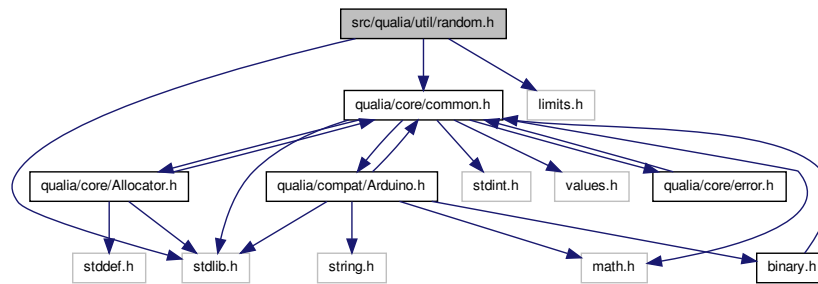 src/qualia/util/random.h
qualia/core/common.h
limits.h
qualia/core/Allocator.h
qualia/compat/Arduino.h
stdint.h
values.h
qualia/core/error.h
stddef.h
stdlib.h
string.h
math.h
binary.h